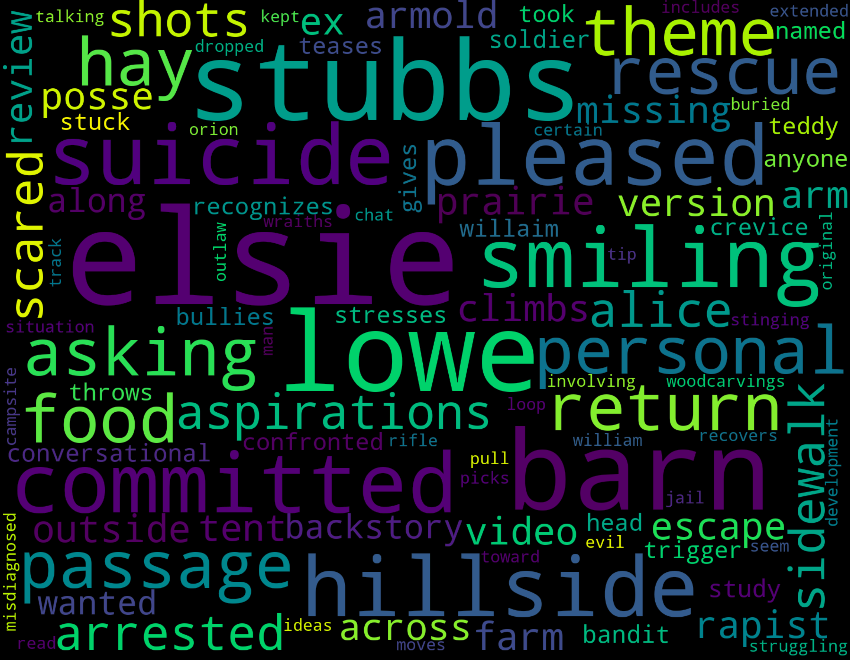 talking
shots
kept
ex
armold
took
includes
extended
named
theme
review
hay
dropped
teases
soldier
stubbs
rescue
posse
stuck
orion
missing
buried
certain
teddy
suicide
pleased
anyone
scared
along
recognizes
wraiths
chat
gives
prairie
version
arm
track
elsie
outlaw
willaim
crevice
original
smiling
tip
situation
bullies
stresses
climbs
alice
stinging
asking
man
lowe
personal
campsite
throws
involving
woodcarvings
food
aspirations
loop
return
sidewalk
conversational
confronted
rifle
william
recovers
development
committed
pull
picks
barn
jail
misdiagnosed
outside
tent
backstory
video
head
escape
evil
trigger
seem
passage
toward
hillside
study
wanted
arrested
ideas
across
farm
bandit
rapist
read
moves
struggling